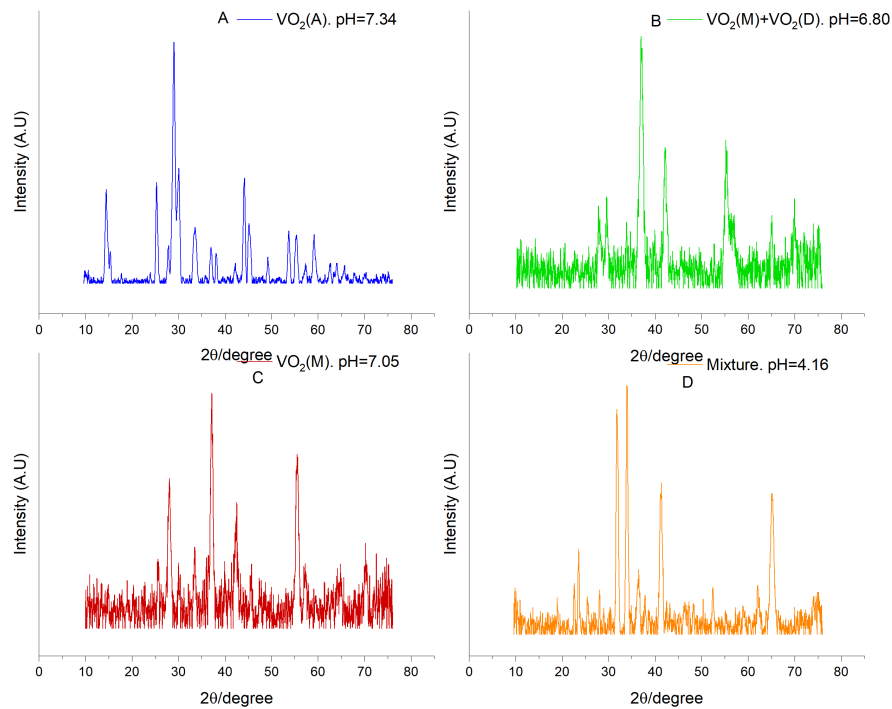 A
VO₂(A). pH=7.34
Intensity (A.U)
0 10 20 30 40 50 60 70 80
2θ/degree
B
VO₂(M)+VO₂(D). pH=6.80
Intensity (A.U)
0 10 20 30 40 50 60 70 80
2θ/degree
VO₂(M). pH=7.05
C
Intensity (A.U)
0 10 20 30 40 50 60 70 80
2θ/degree
Mixture. pH=4.16
D
Intensity (A.U)
0 10 20 30 40 50 60 70 80
2θ/degree